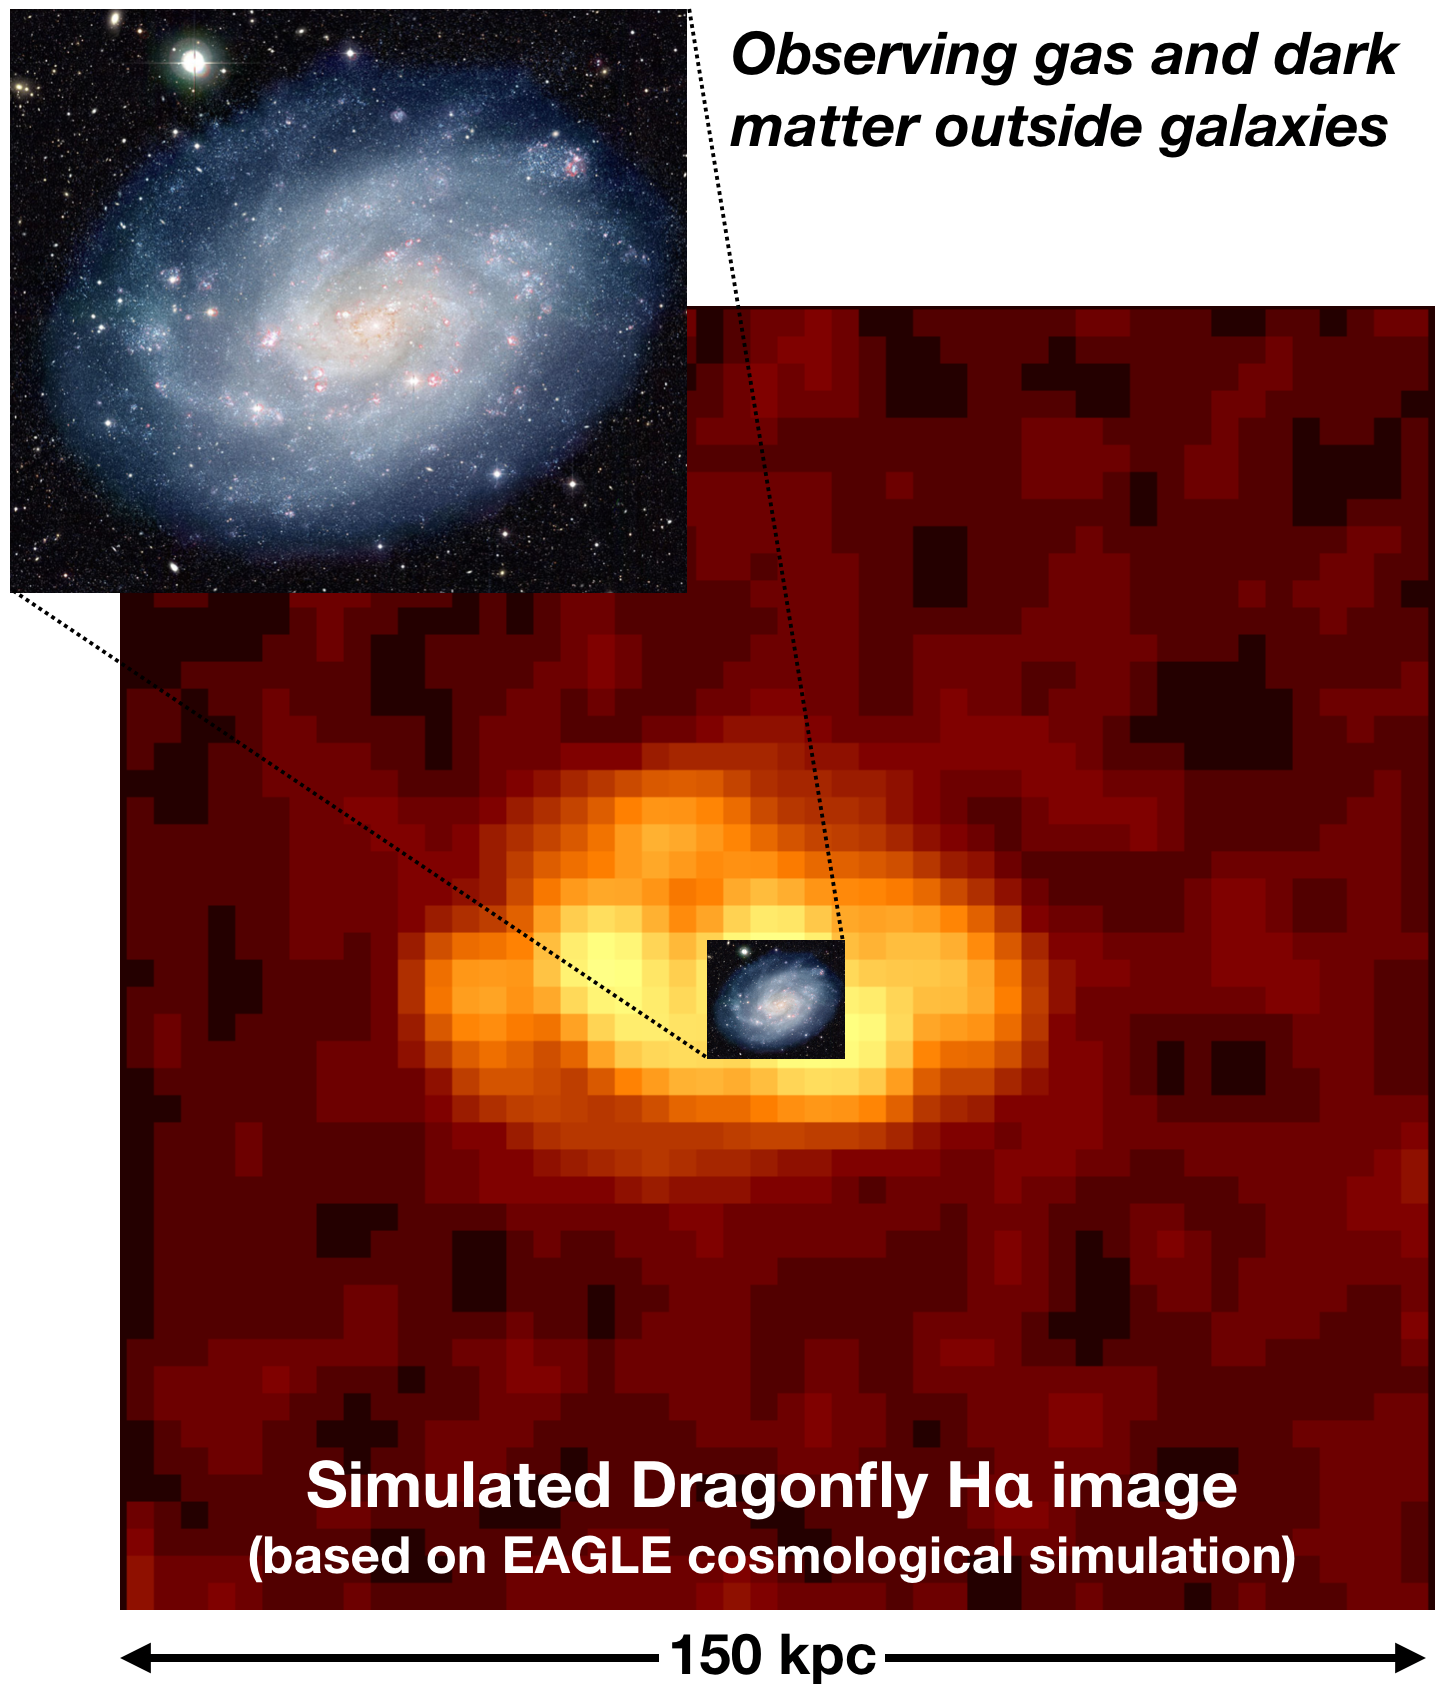 Observing gas and dark
matter outside galaxies
Simulated Dragonfly Hα image
(based on EAGLE cosmological simulation)
150 kpc